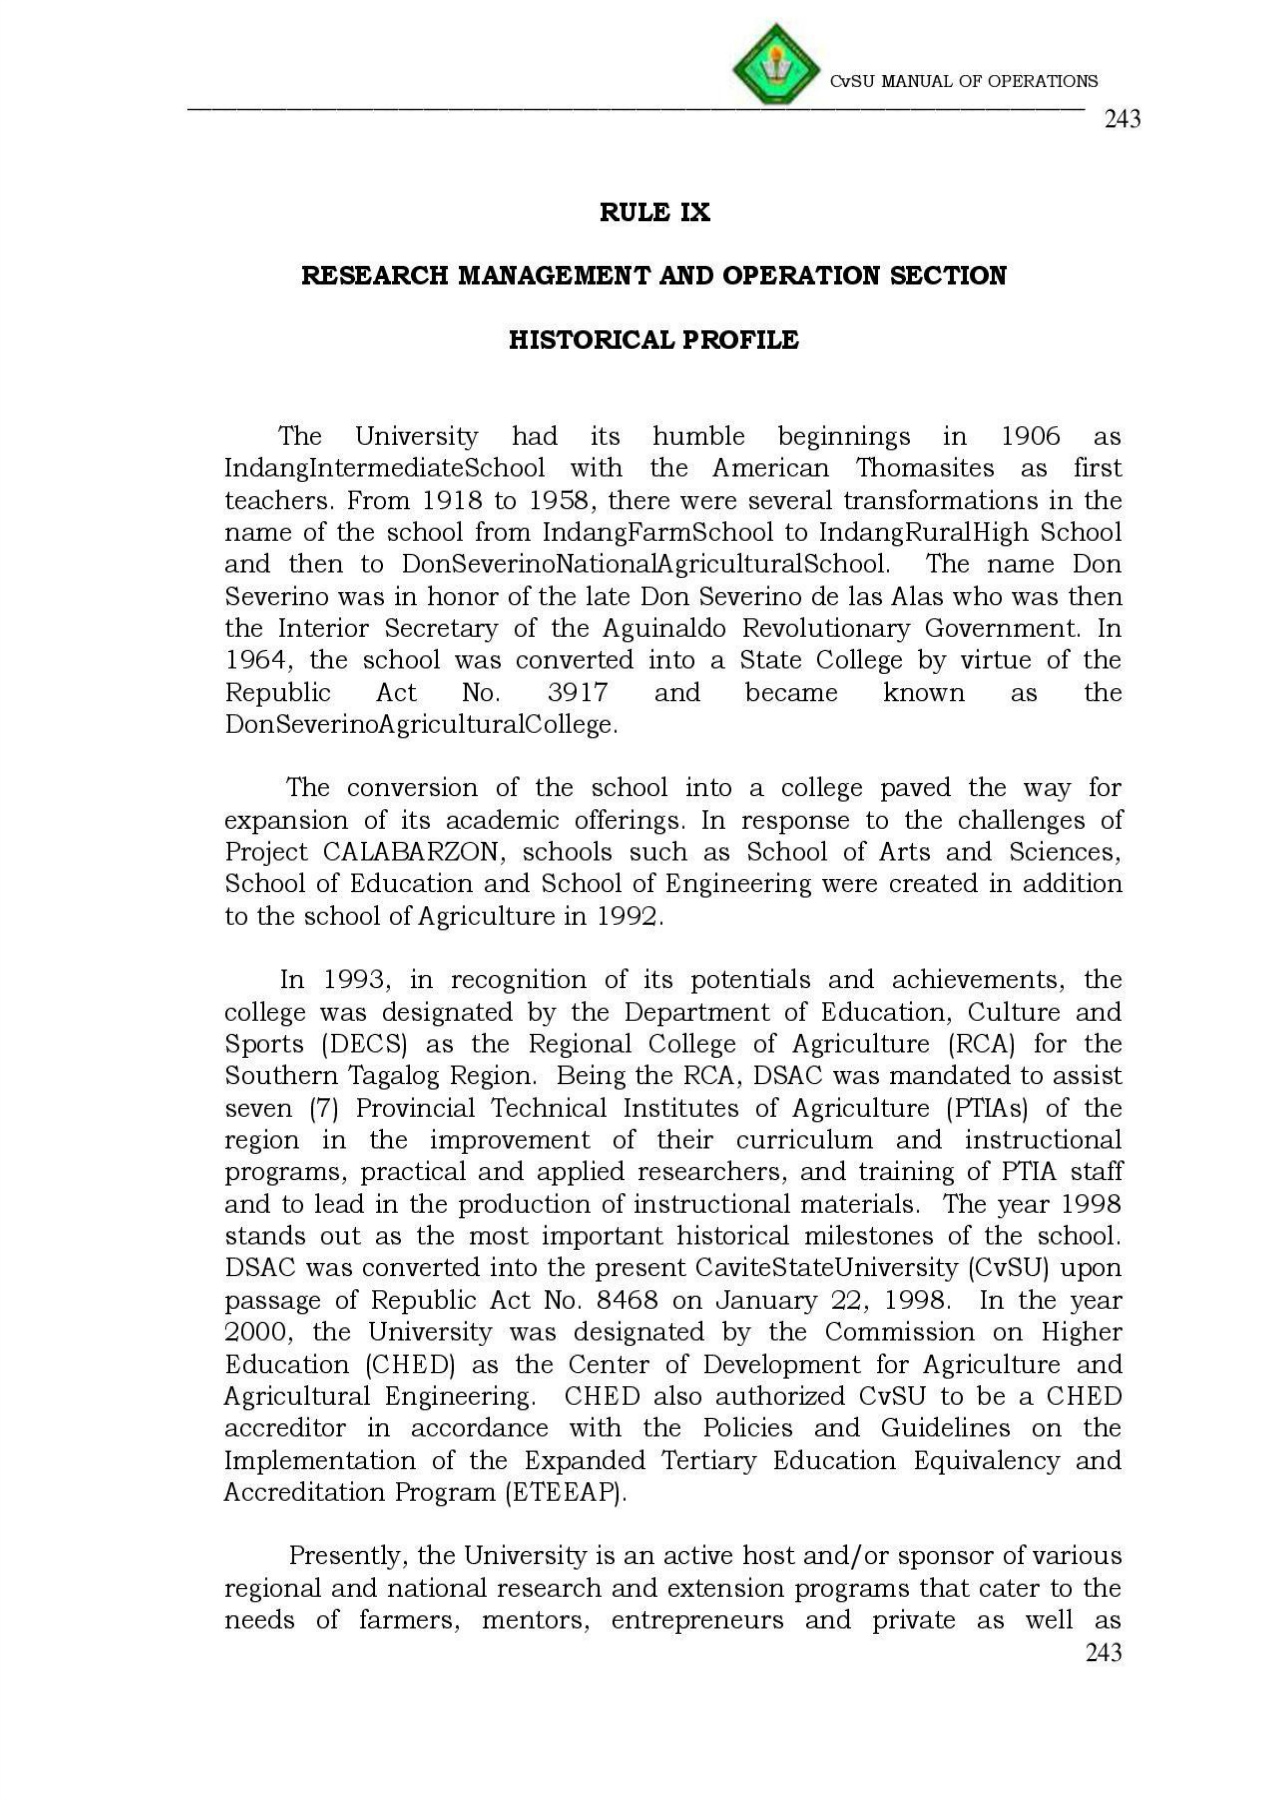 CvSU MANUAL OF OPERATIONS
243
RULE IX
RESEARCH MANAGEMENT AND OPERATION SECTION
HISTORICAL PROFILE
The University had its humble beginnings in 1906 as
IndangIntermediateSchool with the American Thomasites as first
teachers. From 1918 to 1958, there were several transformations in the
name of the school from IndangFarmSchool to IndangRuralHigh School
and then to DonSeverinoNationalAgriculturalSchool. The name Don
Severino was in honor of the late Don Severino de las Alas who was then
the Interior Secretary of the Aguinaldo Revolutionary Government. In
1964, the school was converted into a State College by virtue of the
Republic Act No. 3917 and became known as the
DonSeverinoAgriculturalCollege.
The conversion of the school into a college paved the way for
expansion of its academic offerings. In response to the challenges of
Project CALABARZON, schools such as School of Arts and Sciences,
School of Education and School of Engineering were created in addition
to the school of Agriculture in 1992.
In 1993, in recognition of its potentials and achievements, the
college was designated by the Department of Education, Culture and
Sports (DECS) as the Regional College of Agriculture (RCA) for the
Southern Tagalog Region. Being the RCA, DSAC was mandated to assist
seven (7) Provincial Technical Institutes of Agriculture (PTIAs) of the
region in the improvement of their curriculum and instructional
programs, practical and applied researchers, and training of PTIA staff
and to lead in the production of instructional materials. The year 1998
stands out as the most important historical milestones of the school.
DSAC was converted into the present CaviteStateUniversity (CvSU) upon
passage of Republic Act No. 8468 on January 22, 1998. In the year
2000, the University was designated by the Commission on Higher
Education (CHED) as the Center of Development for Agriculture and
Agricultural Engineering. CHED also authorized CvSU to be a CHED
accreditor in accordance with the Policies and Guidelines on the
Implementation of the Expanded Tertiary Education Equivalency and
Accreditation Program (ETEEAP).
Presently, the University is an active host and/or sponsor of various
regional and national research and extension programs that cater to the
needs of farmers, mentors, entrepreneurs and private as well as
243